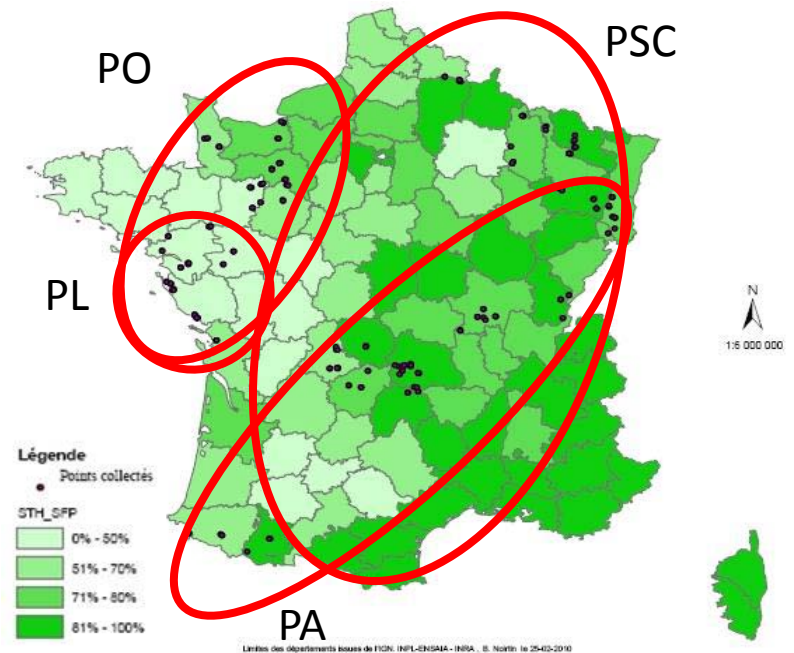 PO
PSC
PL
N
1:6 000 000
Légende
Points collectés
STH_SFP
0% - 50%
51% - 70%
71% - 80%
81% - 100%
PA
Limites des départements issues de l'IGN. INPL-ENSAIA - INRA , B. Noirtin le 25-02-2010